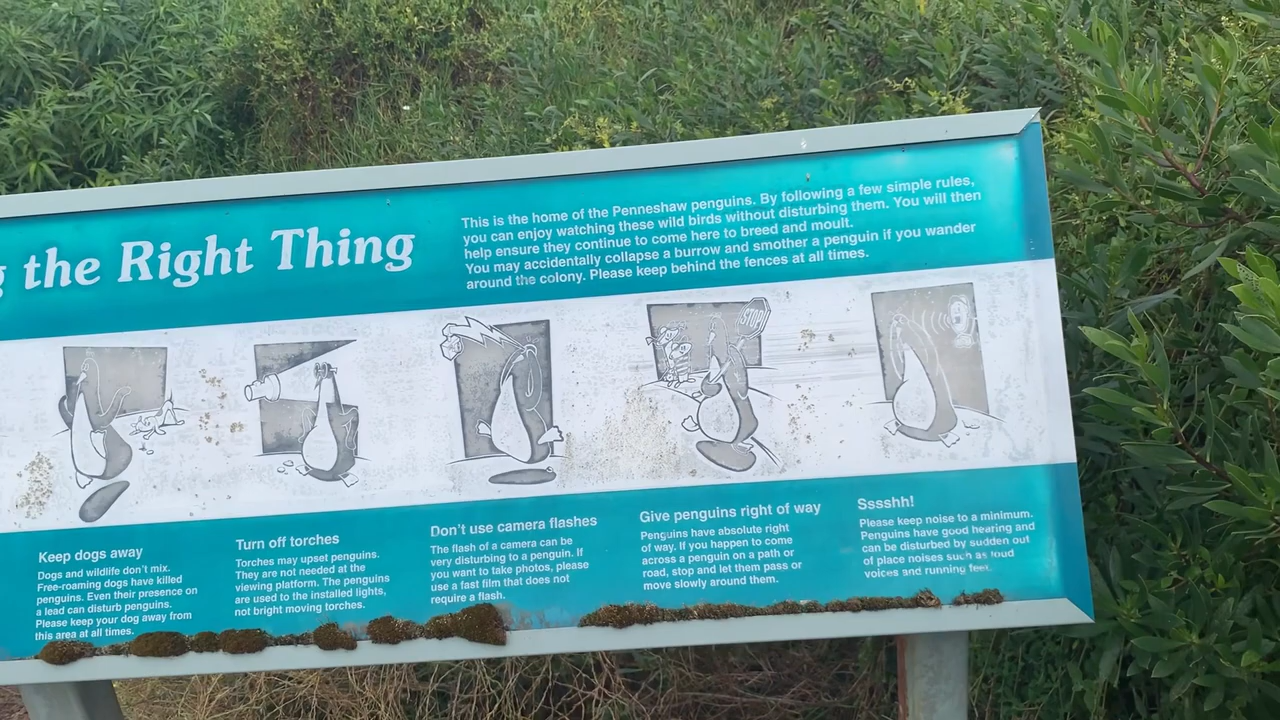 the Right Thing
This is the home of the Penneshaw penguins. By following a few simple rules,
you can enjoy watching these wild birds without disturbing them. You will then
help ensure they continue to come here to breed and moult.
You may accidentally collapse a burrow and smother a penguin if you wander
around the colony. Please keep behind the fences at all times.
STOP!
Keep dogs away
Dogs and wildlife don't mix.
Free-roaming dogs have killed
penguins. Even their presence on
a lead can disturb penguins.
Please keep your dog away from
this area at all times.
Turn off torches
Torches may upset penguins.
They are not needed at the
viewing platform. The penguins
are used to the installed lights,
not bright moving torches.
Don't use camera flashes
The flash of a camera can be
very disturbing to a penguin. If
you want to take photos, please
use a fast film that does not
require a flash.
Give penguins right of way
Penguins have absolute right
of way. If you happen to come
across a penguin on a path or
road, stop and let them pass or
move slowly around them.
Sssshh!
Please keep noise to a minimum.
Penguins have good hearing and
can be disturbed by sudden out
of place noises such as loud
voices and running feet.